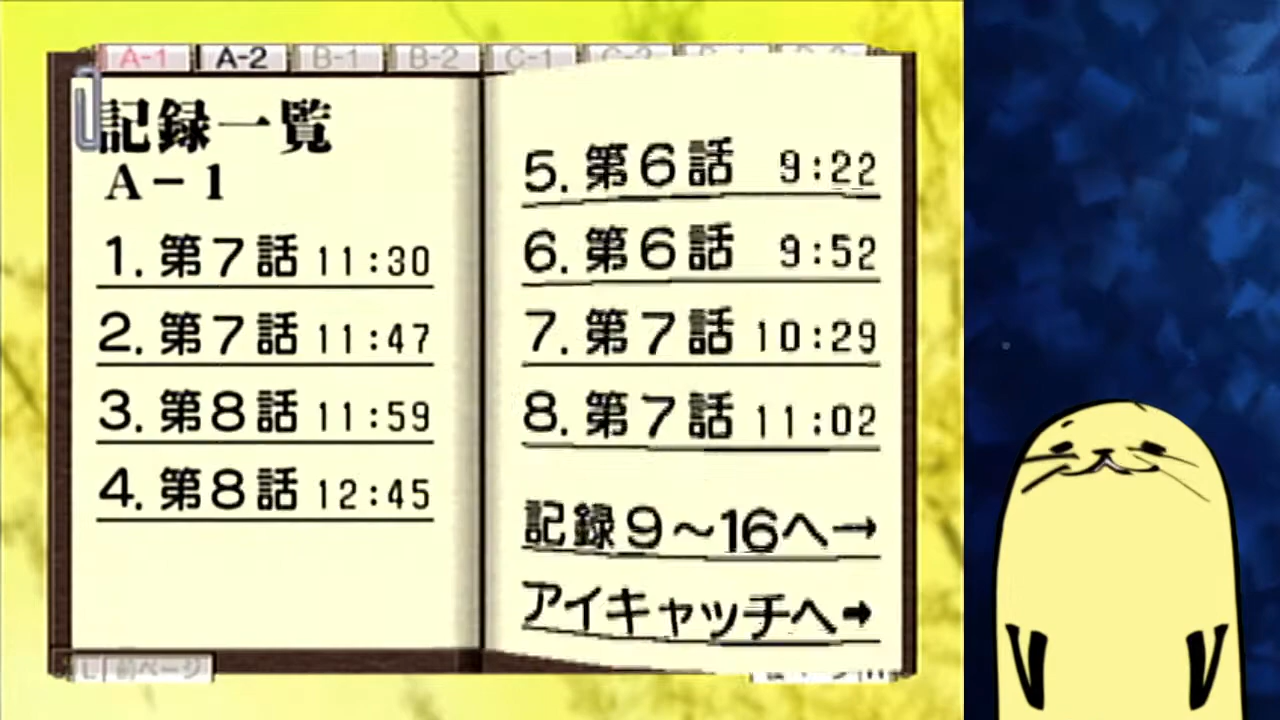 A-1 A-2 B-1 B-2 C-1 C-2
記録一覧
A-1
1. 第7話 11:30
2. 第7話 11:47
3. 第8話 11:59
4. 第8話 12:45
5. 第6話 9:22
6. 第6話 9:52
7. 第7話 10:29
8. 第7話 11:02
記録9～16へ→
アイキャッチへ➡
L 前ページ